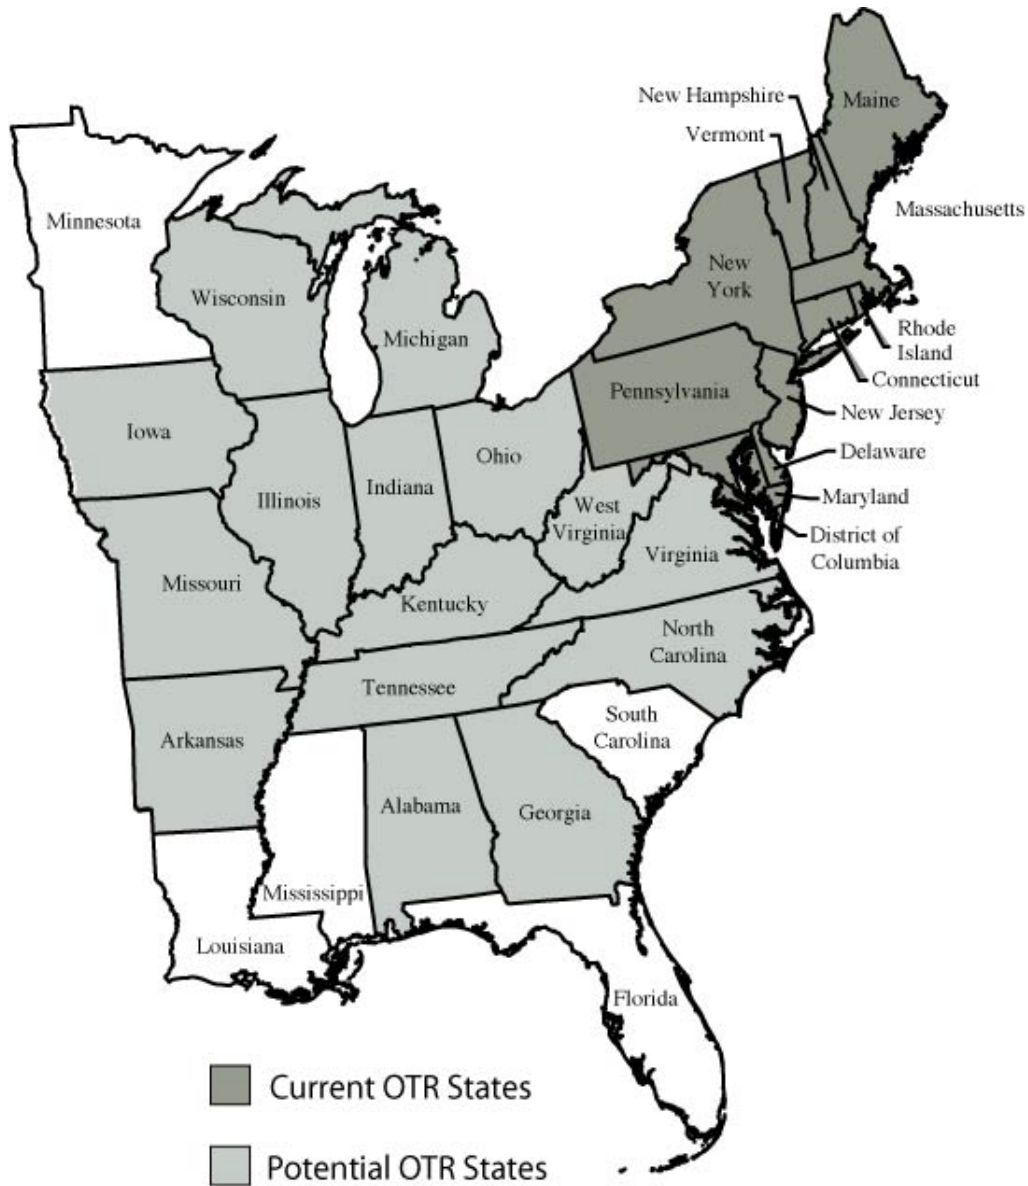 New Hampshire
Maine
Vermont
Massachusetts
Minnesota
New
York
Wisconsin
Michigan
Rhode
Island
Connecticut
Pennsylvania
New Jersey
Iowa
Ohio
Delaware
Illinois
Indiana
Maryland
West
Virginia
District of
Columbia
Virginia
Missouri
Kentucky
North
Carolina
Tennessee
South
Carolina
Arkansas
Alabama
Georgia
Mississippi
Louisiana
Florida
Current OTR States
Potential OTR States